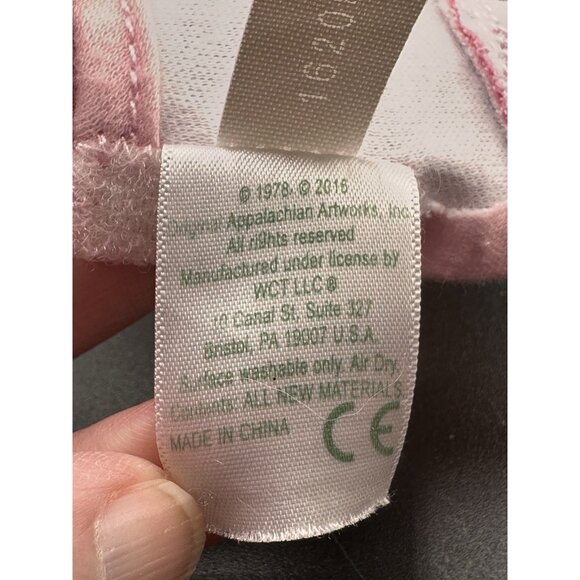 16208
© 1978, © 2016
Original Appalachian Artworks, Inc.
All rights reserved
Manufactured under license by
WCT LLC ®
10 Canal St. Suite 327
Bristol, PA 19007 U.S.A.
Surface washable only. Air Dry.
Contents: ALL NEW MATERIALS
MADE IN CHINA
CE